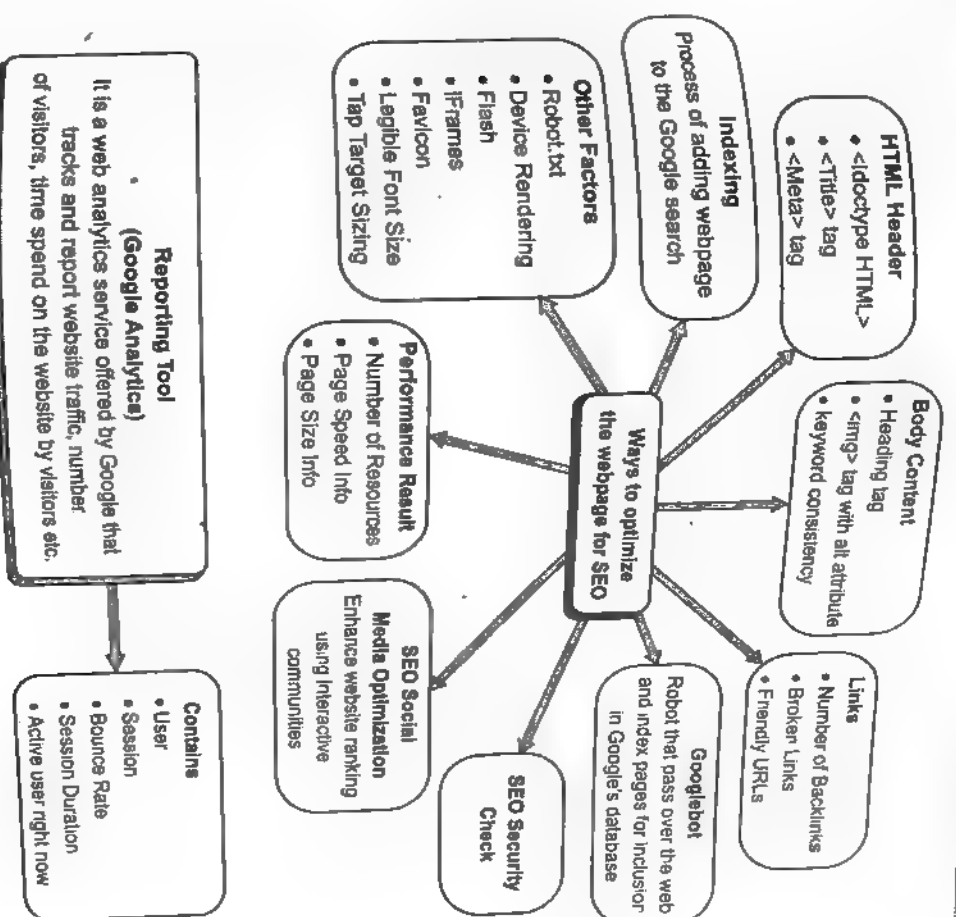 HTML Header
• <!doctype HTML>
• <Title> tag
• <Meta> tag
Body Content
• Heading tag
• <img> tag with alt attribute
• keyword consistency
Links
• Number of Backlinks
• Broken Links
• Friendly URLs
Indexing
Process of adding webpage
to the Google search
Ways to optimize
the webpage for SEO
Googlebot
Robot that pass over the web
and index pages for inclusion
in Google's database
Other Factors
• Robot.txt
• Device Rendering
• Flash
• IFrames
• Favicon
• Legible Font Size
• Tap Target Sizing
Performance Result
• Number of Resources
• Page Speed Info
• Page Size Info
SEO Social
Media Optimization
Enhance website ranking
using Interactive
communities
SEO Security
Check
Reporting Tool
(Google Analytics)
It is a web analytics service offered by Google that
tracks and report website traffic, number
of visitors, time spend on the website by visitors etc.
Contains
• User
• Session
• Bounce Rate
• Session Duration
• Active user right now